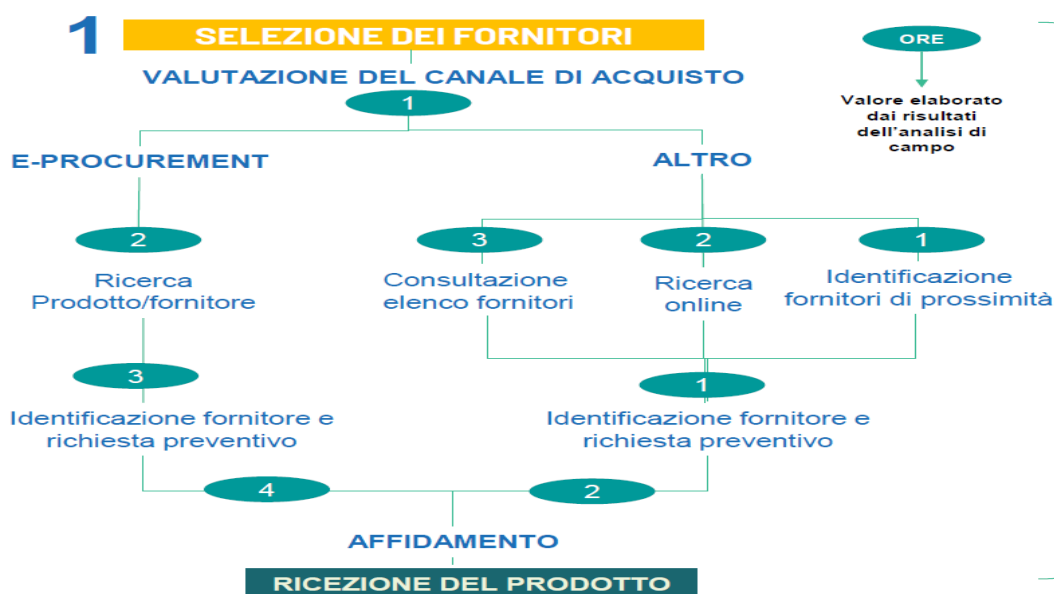 1
SELEZIONE DEI FORNITORI
ORE
Valore elaborato
dai risultati
dell'analisi di
campo
VALUTAZIONE DEL CANALE DI ACQUISTO
1
E-PROCUREMENT
ALTRO
2
3
2
1
Ricerca
Prodotto/fornitore
Consultazione
elenco fornitori
Ricerca
online
Identificazione
fornitori di prossimità
3
1
Identificazione fornitore e
richiesta preventivo
Identificazione fornitore e
richiesta preventivo
4
2
AFFIDAMENTO
RICEZIONE DEL PRODOTTO